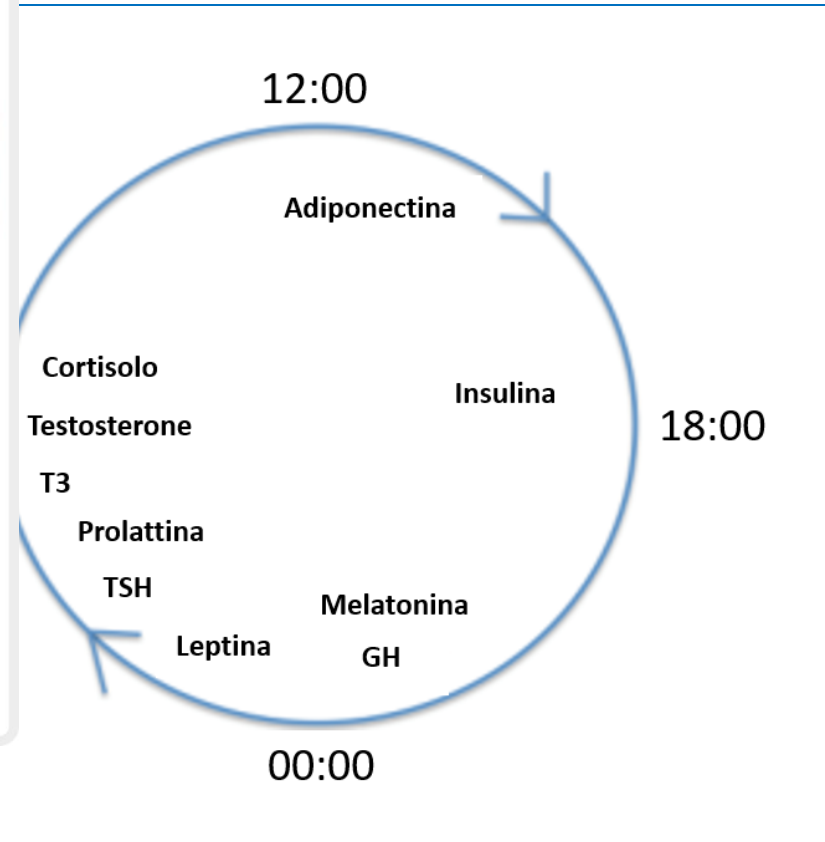 12:00
Adiponectina
Cortisolo
Insulina
Testosterone
18:00
T3
Prolattina
TSH
Melatonina
Leptina
GH
00:00